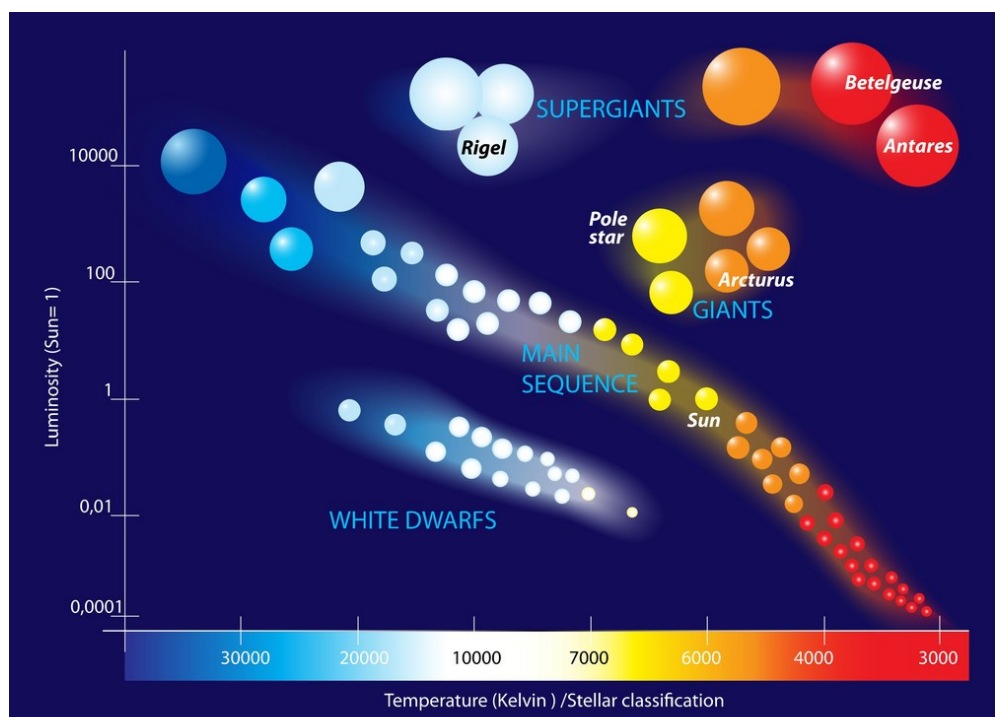 Betelgeuse
SUPERGIANTS
Rigel
Antares
10000
Pole
star
Arcturus
100
GIANTS
MAIN
SEQUENCE
1
Sun
0,01
WHITE DWARFS
0,0001
Luminosity (Sun= 1)
30000 20000 10000 7000 6000 4000 3000
Temperature (Kelvin ) /Stellar classification